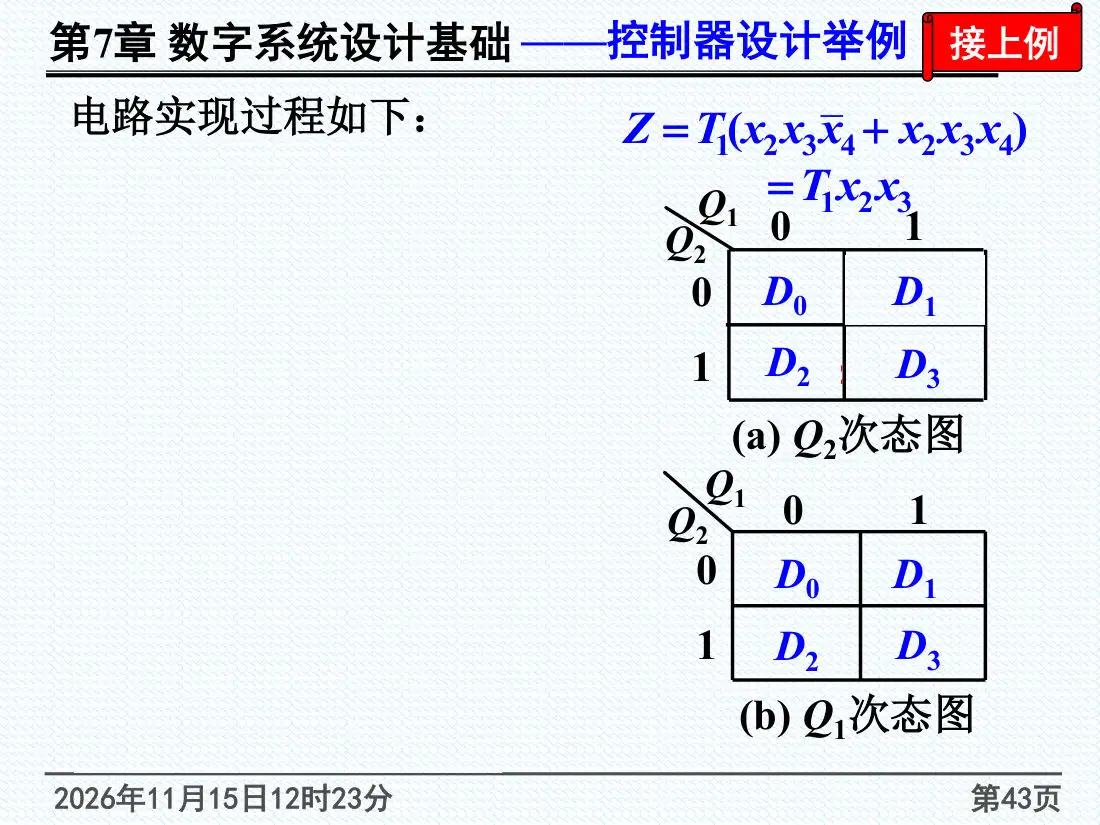 第7章 数字系统设计基础 ——控制器设计举例
接上例
电路实现过程如下：
Z = T₁(x₂x₃x̅₄ + x₂x₃x₄)
= T₁x₂x₃
Q₁ 0 1
Q₂
0 D₀ D₁
1 D₂ D₃
(a) Q₂次态图
Q₁ 0 1
Q₂
0 D₀ D₁
1 D₂ D₃
(b) Q₁次态图
2026年11月15日12时23分
第43页